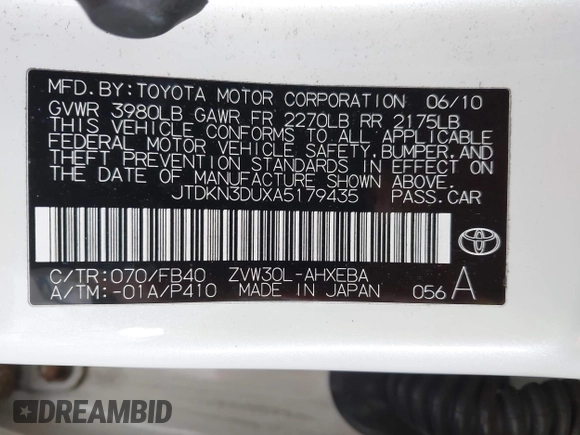 MFD. BY: TOYOTA MOTOR CORPORATION 06/10
GVWR 3980LB GAWR FR 2270LB RR 2175LB
THIS VEHICLE CONFORMS TO ALL APPLICABLE
FEDERAL MOTOR VEHICLE SAFETY, BUMPER, AND
THEFT PREVENTION STANDARDS IN EFFECT ON
THE DATE OF MANUFACTURE SHOWN ABOVE.
JTDKN3DUXA5179435 PASS. CAR
C/TR: 070/FB40 ZVW30L-AHXEBA
A/TM: -01A/P410 MADE IN JAPAN 056 A
DREAMBID